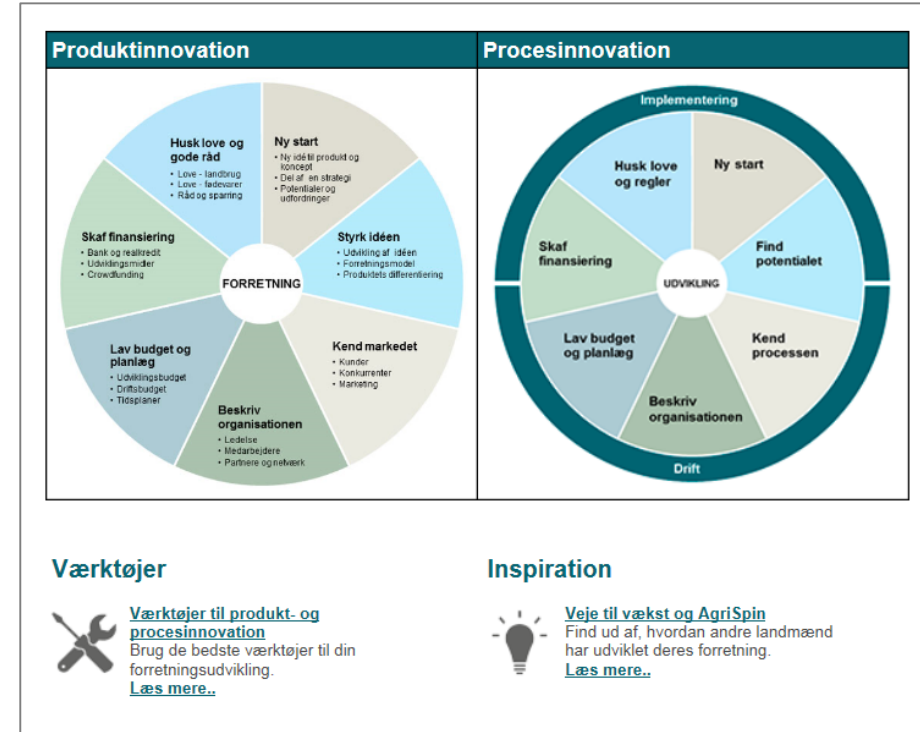 Produktinnovation
Husk love og
gode råd
• Love - landbrug
• Love - fødevarer
• Råd og sparring
Ny start
• Ny idé til produkt og
koncept
• Del af en strategi
• Potentialer og
udfordringer
Styrk idéen
• Udvikling af idéen
• Forretningsmodel
• Produktets differentiering
Kend markedet
• Kunder
• Konkurrenter
• Marketing
Beskriv
organisationen
• Ledelse
• Medarbejdere
• Partnere og netværk
Lav budget og
planlæg
• Udviklingsbudget
• Driftsbudget
• Tidsplaner
Skaf finansiering
• Bank og realkredit
• Udviklingsmidler
• Crowdfunding
FORRETNING
Procesinnovation
Implementering
Husk love
og regler
Ny start
Find
potentialet
Kend
processen
Beskriv
organisationen
Lav budget
og planlæg
Skaf
finansiering
UDVIKLING
Drift
Værktøjer
Værktøjer til produkt- og
procesinnovation
Brug de bedste værktøjer til din
forretningsudvikling.
Læs mere..
Inspiration
Veje til vækst og AgriSpin
Find ud af, hvordan andre landmænd
har udviklet deres forretning.
Læs mere..